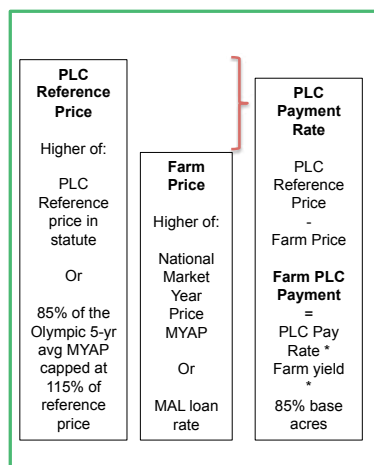 PLC
Reference
Price
Higher of:
PLC
Reference
price in
statute
Or
85% of the
Olympic 5-yr
avg MYAP
capped at
115% of
reference
price
Farm
Price
Higher of:
National
Market
Year
Price
MYAP
Or
MAL loan
rate
PLC
Payment
Rate
PLC
Reference
Price
-
Farm Price
Farm PLC
Payment
=
PLC Pay
Rate *
Farm yield
*
85% base
acres